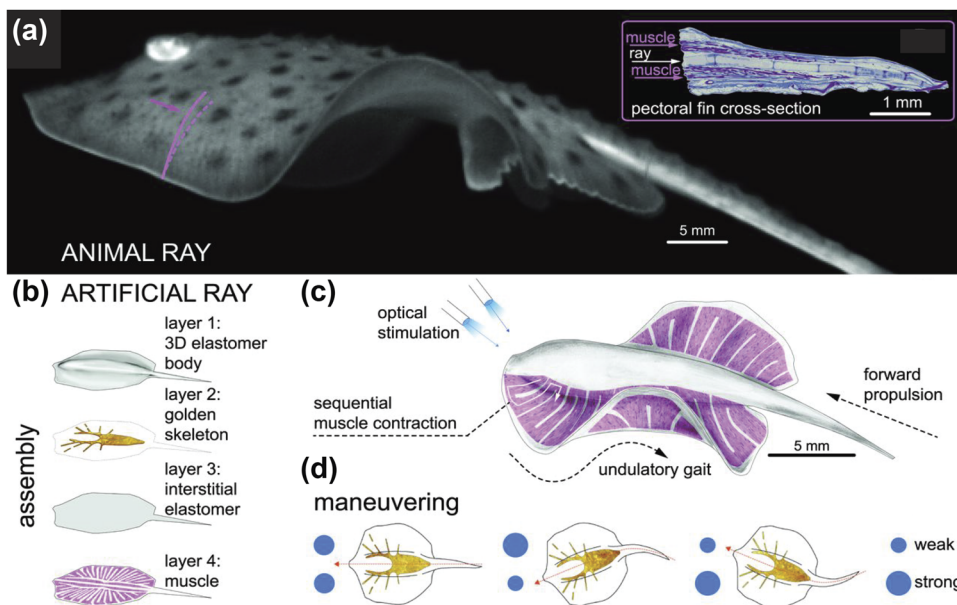 (a)
muscle
ray
muscle
pectoral fin cross-section
1 mm
5 mm
ANIMAL RAY
(b) ARTIFICIAL RAY
assembly
layer 1:
3D elastomer
body
layer 2:
golden
skeleton
layer 3:
interstitial
elastomer
layer 4:
muscle
(c)
optical
stimulation
sequential
muscle contraction
undulatory gait
forward
propulsion
5 mm
(d)
maneuvering
weak
strong